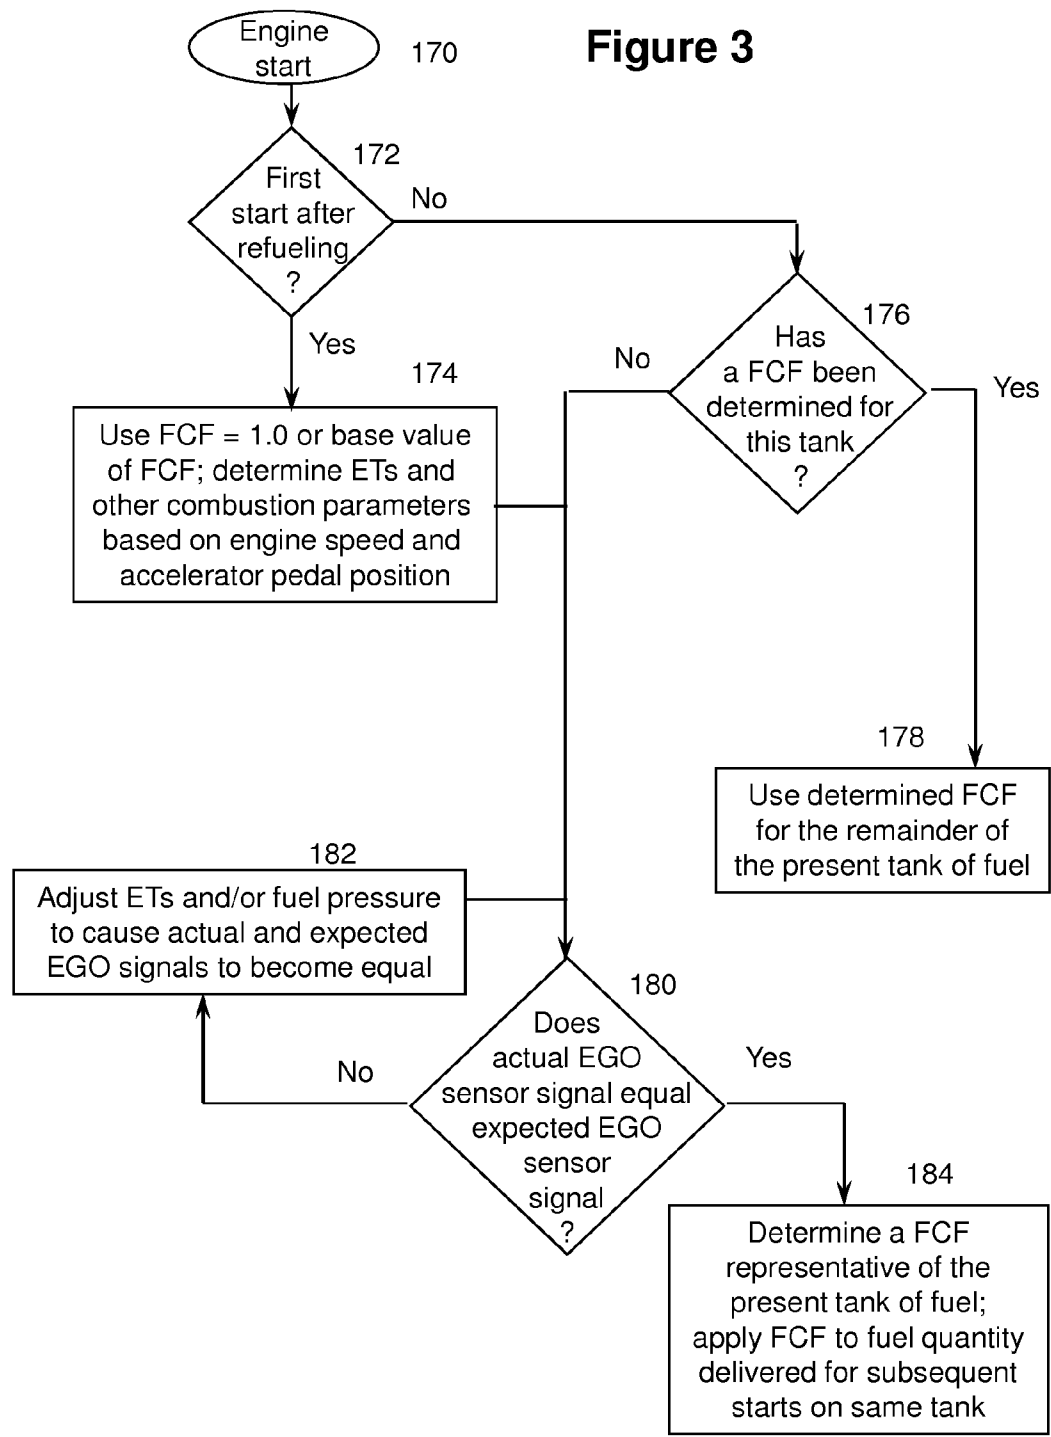 Figure 3
Engine
start
170
172
First
start after
refueling
?
No
Yes
174
Use FCF = 1.0 or base value
of FCF; determine ETs and
other combustion parameters
based on engine speed and
accelerator pedal position
176
Has
a FCF been
determined for
this tank
?
No
Yes
178
Use determined FCF
for the remainder of
the present tank of fuel
182
Adjust ETs and/or fuel pressure
to cause actual and expected
EGO signals to become equal
180
Does
actual EGO
sensor signal equal
expected EGO
sensor
signal
?
No
Yes
184
Determine a FCF
representative of the
present tank of fuel;
apply FCF to fuel quantity
delivered for subsequent
starts on same tank